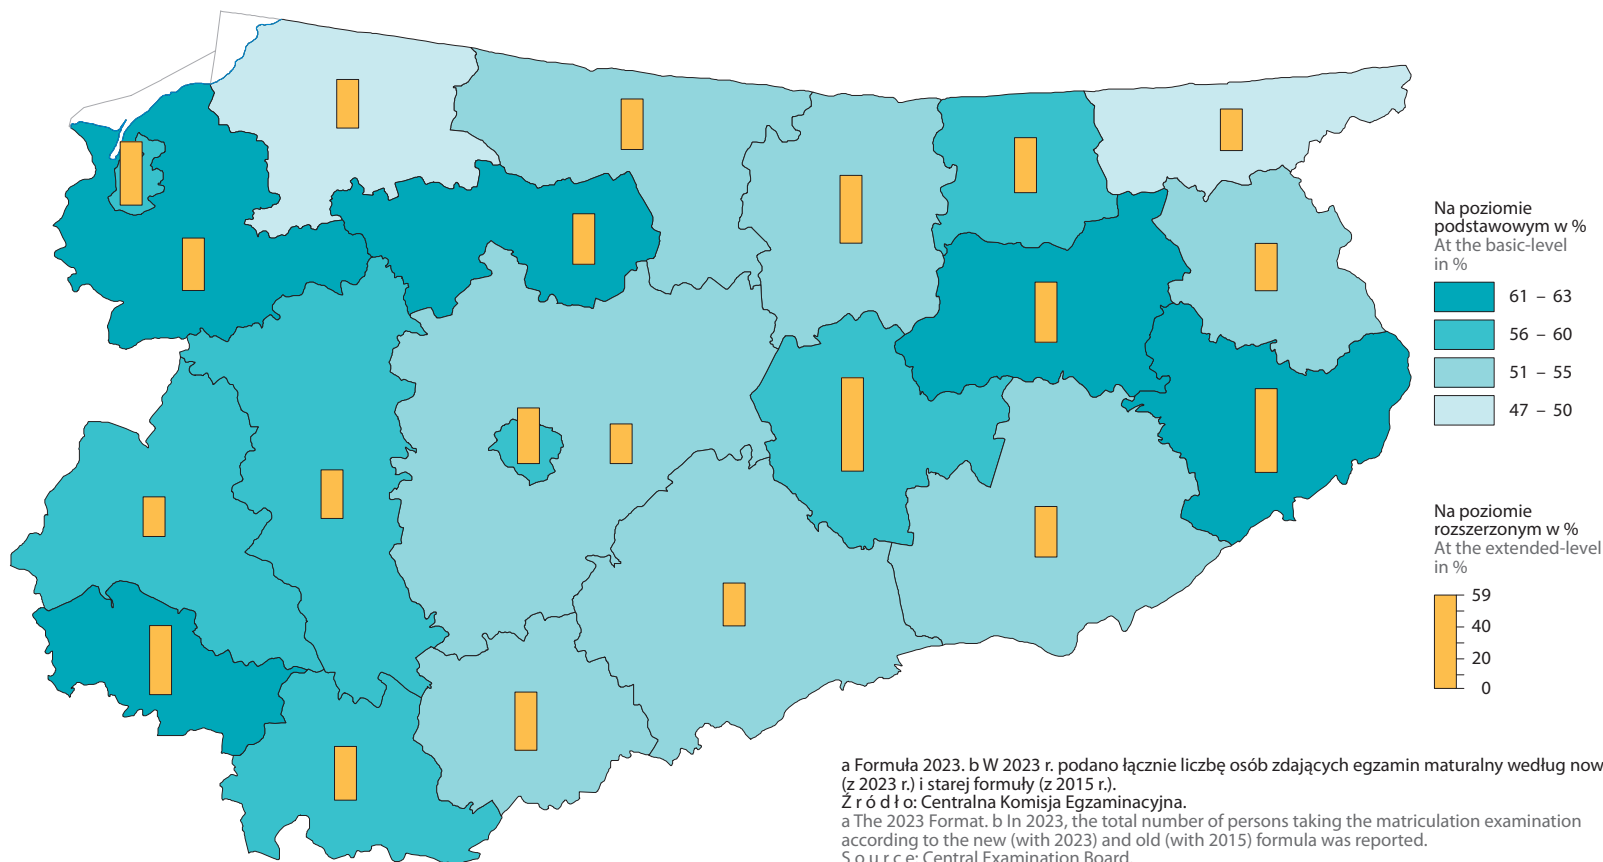 Na poziomie
podstawowym w %
At the basic-level
in %
61 – 63
56 – 60
51 – 55
47 – 50
Na poziomie
rozszerzonym w %
At the extended-level
in %
59
40
20
0
a Formuła 2023. b W 2023 r. podano łącznie liczbę osób zdających egzamin maturalny według now
(z 2023 r.) i starej formuły (z 2015 r.).
Ź r ó d ł o: Centralna Komisja Egzaminacyjna.
a The 2023 Format. b In 2023, the total number of persons taking the matriculation examination
according to the new (with 2023) and old (with 2015) formula was reported.
S o u r c e: Central Examination Board